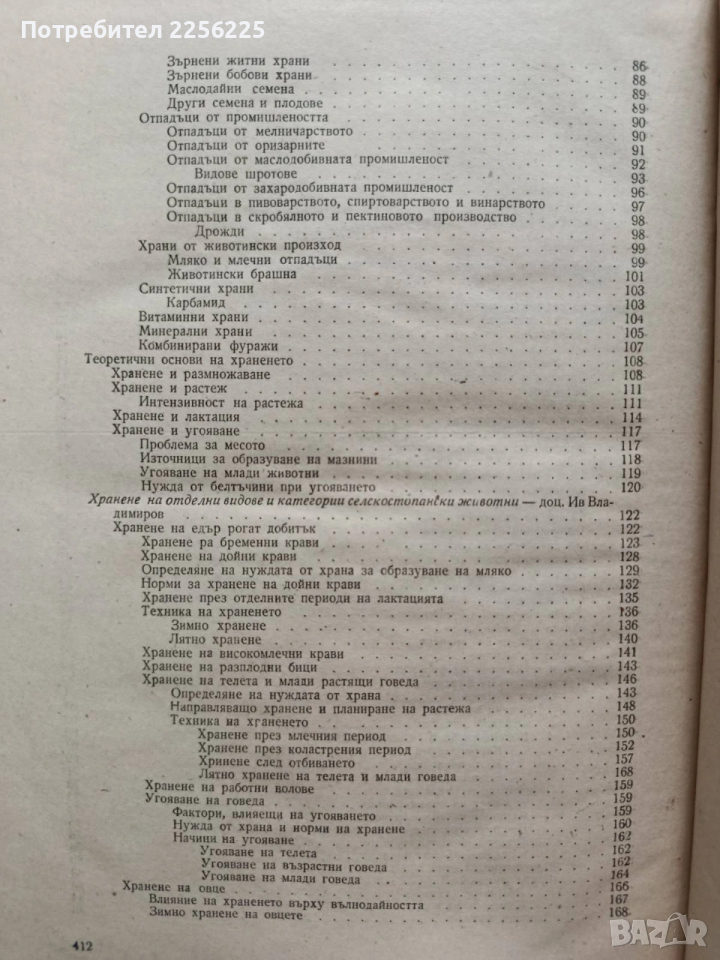 Потребител 2256225
Зърнени житни храни 86
Зърнени бобови храни 88
Маслодайни семена 89
Други семена и плодове 89
Отпадъци от промишлеността 90
Отпадъци от мелничарството 90
Отпадъци от оризарните 91
Отпадъци от маслодобивната промишленост 92
Видове шротове 93
Отпадъци от захародобивната промишленост 96
Отпадъци в пивоварството, спиртоварството и винарството 97
Отпадъци в скробялното и пектиновото производство 98
Дрожди 98
Храни от животински произход 99
Мляко и млечни отпадъци 99
Животински брашна 101
Синтетични храни 103
Карбамид 103
Витаминни храни 104
Минерални храни 105
Комбинирани фуражи 107
Теоретични основи на храненето 108
Хранене и размножаване 108
Хранене и растеж 111
Интензивност на растежа 111
Хранене и лактация 114
Хранене и угояване 117
Проблема за месото 117
Източници за образуване на мазнини 118
Угояване на млади животни 119
Нужда от белтъчини при угояването 120
Хранене на отделни видове и категории селскостопански животни — доц. Ив Вла-
димиров 122
Хранене на едър рогат добитък 122
Хранене ра бременни крави 123
Хранене на дойни крави 128
Определяне на нуждата от храна за образуване на мляко 129
Норми за хранене на дойни крави 132
Хранене през отделните периоди на лактацията 135
Техника на храненето 136
Зимно хранене 136
Лятно хранене 140
Хранене на високомлечни крави 141
Хранене на разплодни бици 143
Хранене на телета и млади растящи говеда 146
Определяне на нуждата от храна 143
Направляващо хранене и планиране на растежа 148
Техника на хганенето 150
Хранене през млечния период 150
Хранене през коластрения период 152
Хринене след отбиването 157
Лятно хранене на телета и млади говеда 168
Хранене на работни волове 159
Угояване на говеда 159
Фактори, влияещи на угояването 159
Нужда от храна и норми на хранене 160
Начини на угояване 162
Угояване на телета 162
Угояване на възрастни говеда 162
Угояване на млади говеда 164
Хранене на овце 166
Влияние на храненето върху вълнодайността 167
Зимно хранене на овцете 168
412
BAZAR